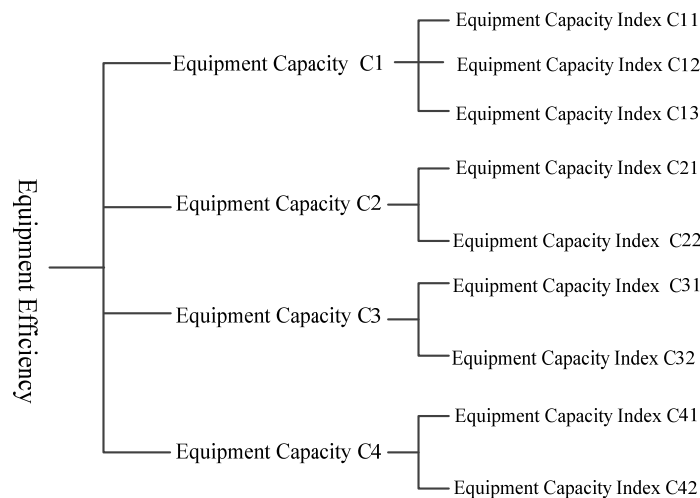 Equipment Efficiency
Equipment Capacity C1
Equipment Capacity Index C11
Equipment Capacity Index C12
Equipment Capacity Index C13
Equipment Capacity C2
Equipment Capacity Index C21
Equipment Capacity Index C22
Equipment Capacity C3
Equipment Capacity Index C31
Equipment Capacity Index C32
Equipment Capacity C4
Equipment Capacity Index C41
Equipment Capacity Index C42